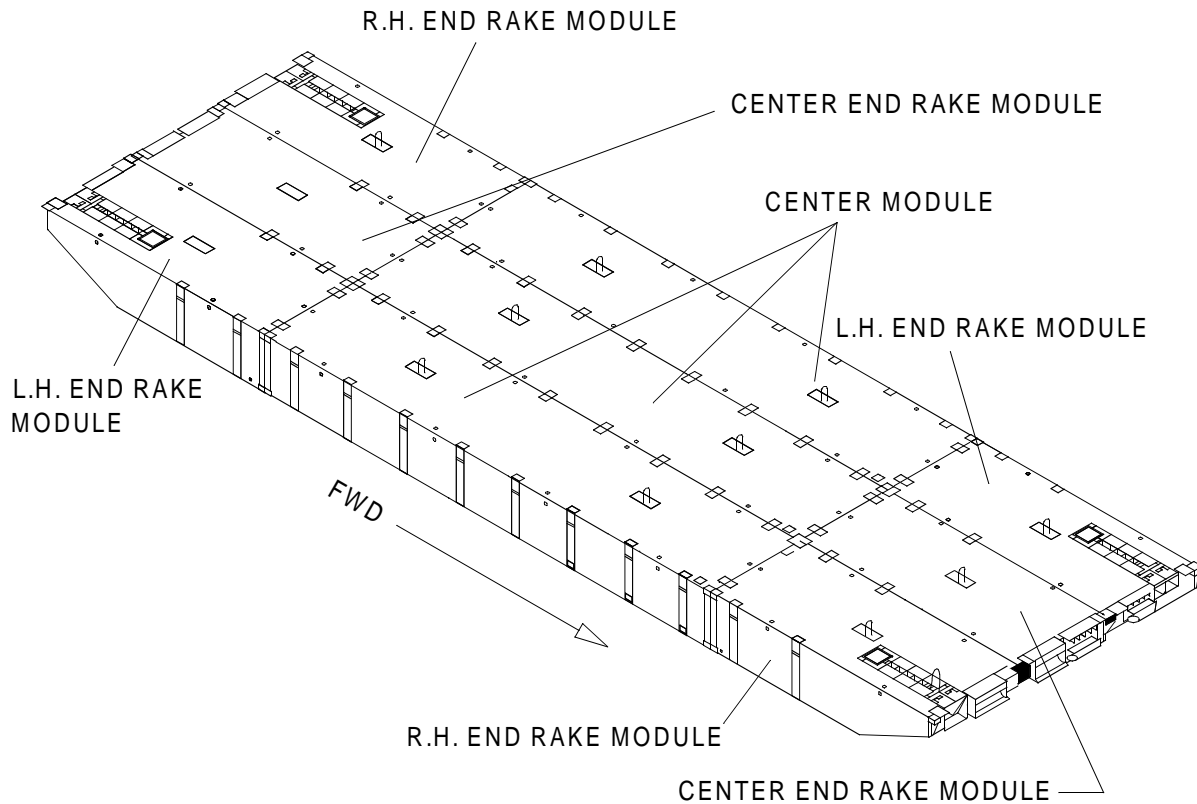 R.H. END RAKE MODULE
CENTER END RAKE MODULE
CENTER MODULE
L.H. END RAKE MODULE
L.H. END RAKE
MODULE
FWD
R.H. END RAKE MODULE
CENTER END RAKE MODULE